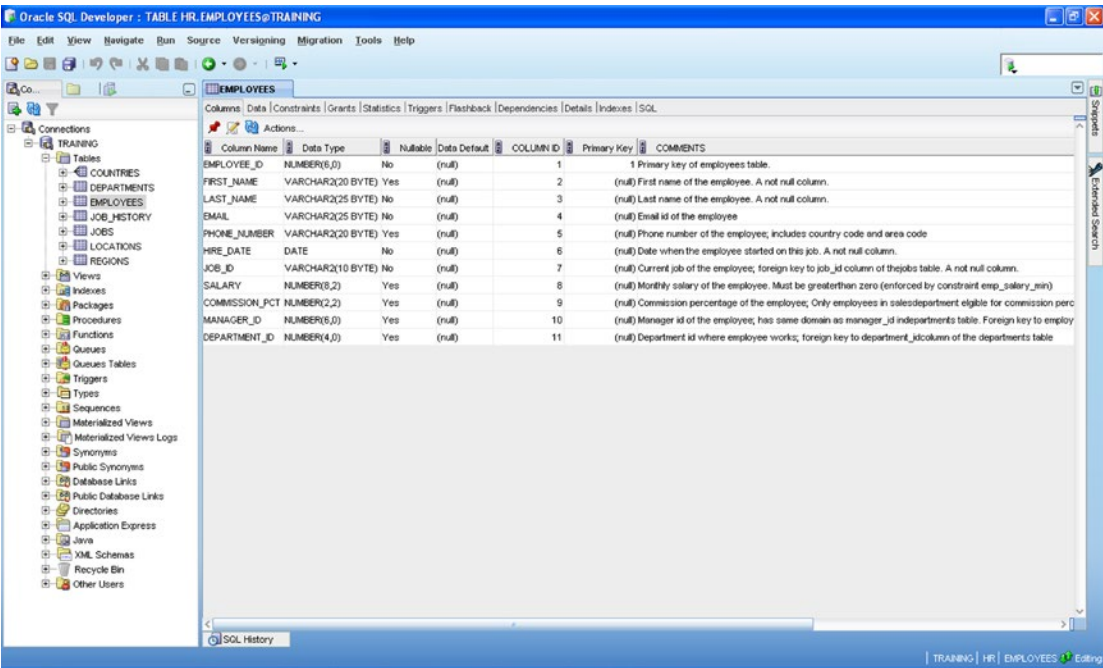 Oracle SQL Developer : TABLE HR.EMPLOYEES@TRAINING
File Edit View Navigate Run Source Versioning Migration Tools Help
Co...
EMPLOYEES
Columns Data Constraints Grants Statistics Triggers Flashback Dependencies Details Indexes SQL
Actions...
Column Name Data Type Nullable Data Default COLUMN ID Primary Key COMMENTS
EMPLOYEE_ID NUMBER(6,0) No (null) 1 1 Primary key of employees table.
FIRST_NAME VARCHAR2(20 BYTE) Yes (null) 2 (null) First name of the employee. A not null column.
LAST_NAME VARCHAR2(25 BYTE) No (null) 3 (null) Last name of the employee. A not null column.
EMAIL VARCHAR2(25 BYTE) No (null) 4 (null) Email id of the employee
PHONE_NUMBER VARCHAR2(20 BYTE) Yes (null) 5 (null) Phone number of the employee; includes country code and area code
HIRE_DATE DATE No (null) 6 (null) Date when the employee started on this job. A not null column.
JOB_ID VARCHAR2(10 BYTE) No (null) 7 (null) Current job of the employee; foreign key to job_id column of thejobs table. A not null column.
SALARY NUMBER(8,2) Yes (null) 8 (null) Monthly salary of the employee. Must be greaterthan zero (enforced by constraint emp_salary_min)
COMMISSION_PCT NUMBER(2,2) Yes (null) 9 (null) Commission percentage of the employee; Only employees in salesdepartment elgible for commission perc
MANAGER_ID NUMBER(6,0) Yes (null) 10 (null) Manager id of the employee; has same domain as manager_id indepartments table. Foreign key to employ
DEPARTMENT_ID NUMBER(4,0) Yes (null) 11 (null) Department id where employee works; foreign key to department_idcolumn of the departments table
Connections
TRAINING
Tables
COUNTRIES
DEPARTMENTS
EMPLOYEES
JOB_HISTORY
JOBS
LOCATIONS
REGIONS
Views
Indexes
Packages
Procedures
Functions
Queues
Queues Tables
Triggers
Types
Sequences
Materialized Views
Materialized Views Logs
Synonyms
Public Synonyms
Database Links
Public Database Links
Directories
Application Express
Java
XML Schemas
Recycle Bin
Other Users
Snippets
Extended Search
SQL History
TRAINING HR EMPLOYEES Editing